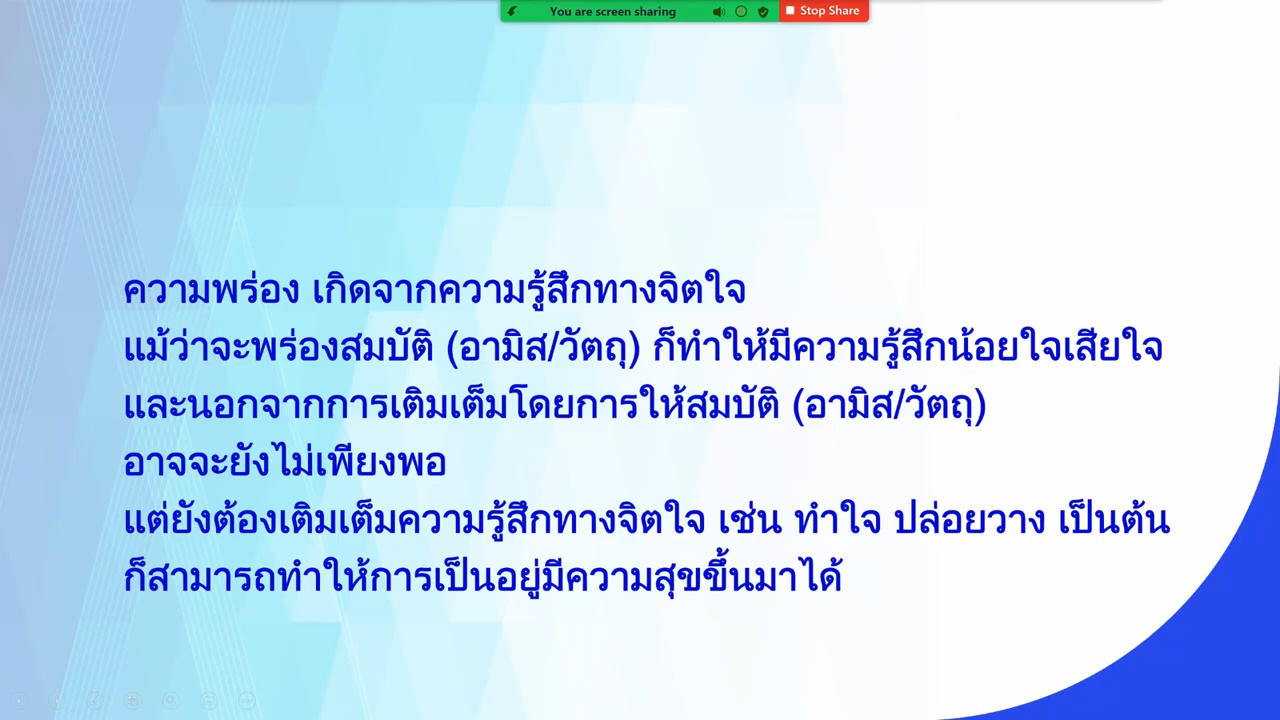 You are screen sharing Stop Share
ความพร่อง เกิดจากความรู้สึกทางจิตใจ
แม้ว่าจะพร่องสมบัติ (อามิส/วัตถุ) ก็ทำให้มีความรู้สึกน้อยใจเสียใจ
และนอกจากการเติมเต็มโดยการให้สมบัติ (อามิส/วัตถุ)
อาจจะยังไม่เพียงพอ
แต่ยังต้องเติมเต็มความรู้สึกทางจิตใจ เช่น ทำใจ ปล่อยวาง เป็นต้น
ก็สามารถทำให้การเป็นอยู่มีความสุขขึ้นมาได้